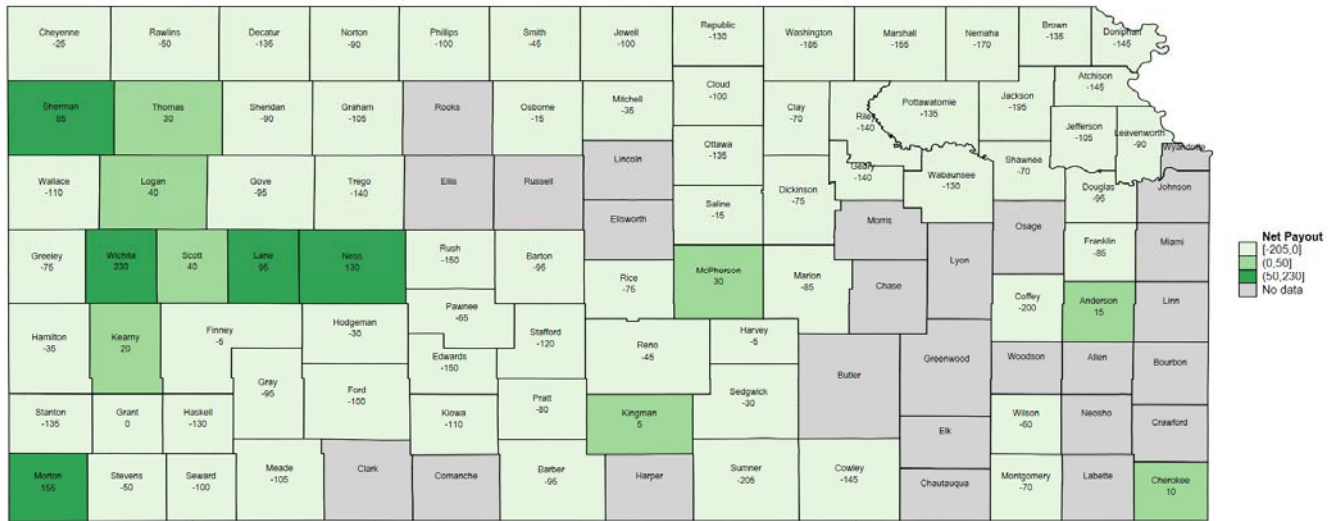 Cheyenne
-25
Rawlins
-50
Decatur
-135
Norton
-90
Phillips
-100
Smith
-45
Jewell
-100
Republic
-130
Washington
-185
Marshall
-155
Nemaha
-170
Brown
-135
Doniphan
-145
Sherman
85
Thomas
30
Sheridan
-90
Graham
-105
Rooks
Osborne
-15
Mitchell
-35
Cloud
-100
Clay
-70
Riley
-140
Pottawatomie
-135
Jackson
-195
Atchison
-145
Jefferson
-105
Leavenworth
-90
Wyandotte
Wallace
-110
Logan
40
Gove
-95
Trego
-140
Ellis
Russell
Lincoln
Ottawa
-135
Dickinson
-75
Geary
-140
Wabaunsee
-130
Shawnee
-70
Douglas
-95
Johnson
Ellsworth
Saline
-15
Morris
Osage
Greeley
-75
Wichita
230
Scott
40
Lane
95
Ness
130
Rush
-150
Barton
-95
Rice
-75
McPherson
30
Marion
-85
Chase
Lyon
Franklin
-85
Miami
Hamilton
-35
Kearny
20
Finney
-5
Hodgeman
-30
Pawnee
-65
Stafford
-120
Reno
-45
Harvey
-5
Coffey
-200
Anderson
15
Linn
Gray
-95
Ford
-100
Edwards
-150
Pratt
-80
Sedgwick
-30
Butler
Greenwood
Woodson
Allen
Bourbon
Stanton
-135
Grant
0
Haskell
-130
Kiowa
-110
Kingman
5
Elk
Wilson
-60
Neosho
Crawford
Morton
155
Stevens
-50
Seward
-100
Meade
-105
Clark
Comanche
Barber
-95
Harper
Sumner
-205
Cowley
-145
Chautauqua
Montgomery
-70
Labette
Cherokee
10
Net Payout
[-205,0]
(0,50]
(50,230]
No data